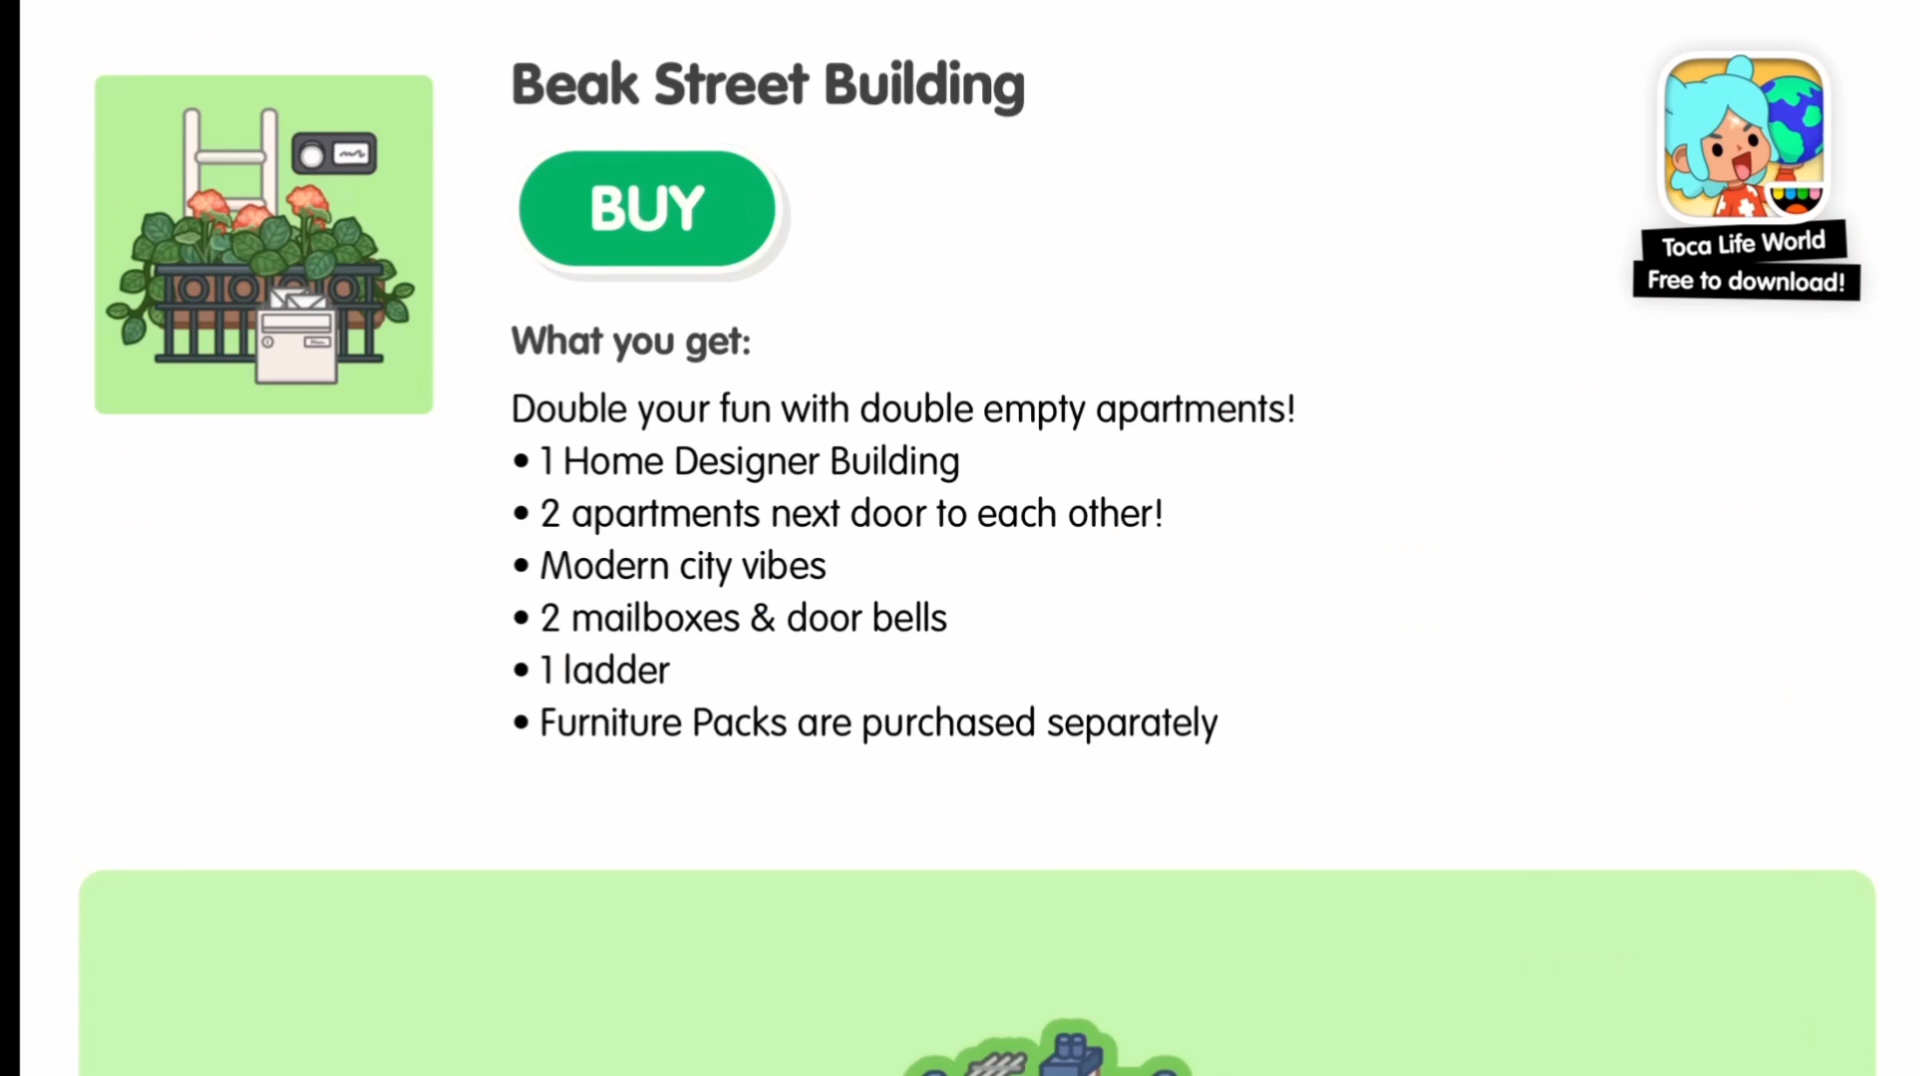 Beak Street Building
BUY
Toca Life World
Free to download!
What you get:
Double your fun with double empty apartments!
• 1 Home Designer Building
• 2 apartments next door to each other!
• Modern city vibes
• 2 mailboxes & door bells
• 1 ladder
• Furniture Packs are purchased separately